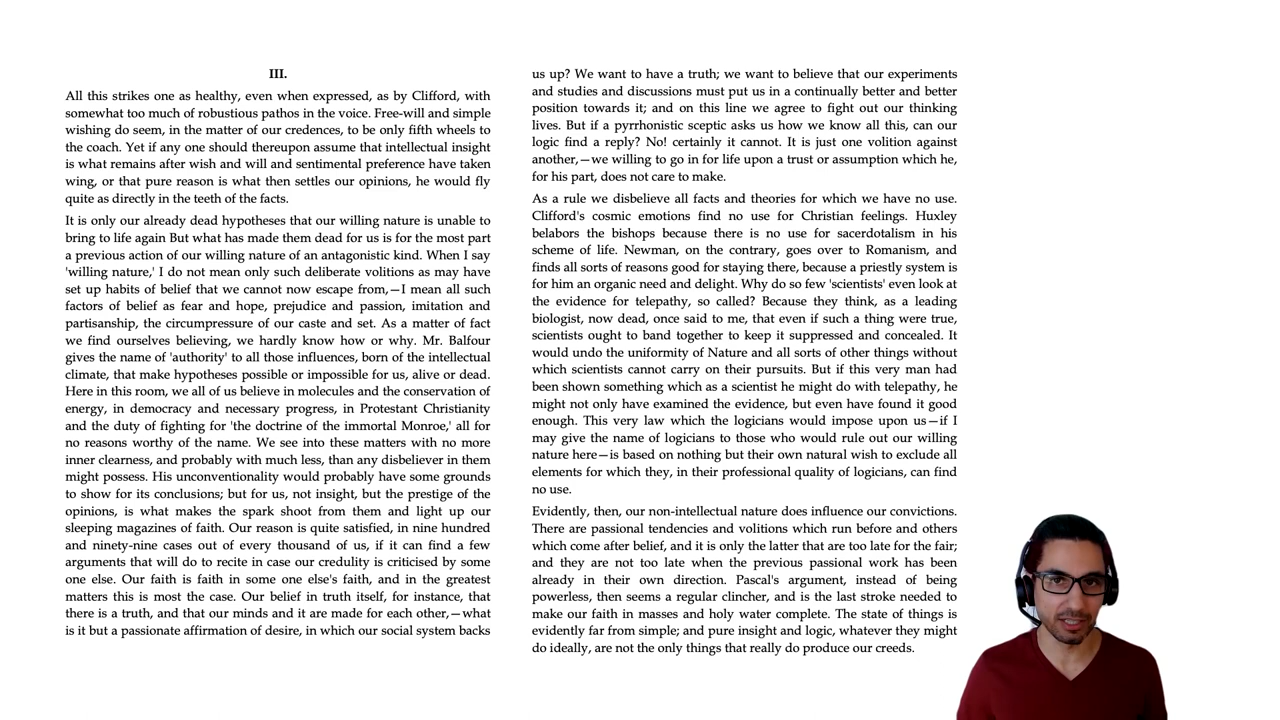 III.
All this strikes one as healthy, even when expressed, as by Clifford, with
somewhat too much of robustious pathos in the voice. Free-will and simple
wishing do seem, in the matter of our credences, to be only fifth wheels to
the coach. Yet if any one should thereupon assume that intellectual insight
is what remains after wish and will and sentimental preference have taken
wing, or that pure reason is what then settles our opinions, he would fly
quite as directly in the teeth of the facts.
It is only our already dead hypotheses that our willing nature is unable to
bring to life again But what has made them dead for us is for the most part
a previous action of our willing nature of an antagonistic kind. When I say
'willing nature,' I do not mean only such deliberate volitions as may have
set up habits of belief that we cannot now escape from,—I mean all such
factors of belief as fear and hope, prejudice and passion, imitation and
partisanship, the circumpressure of our caste and set. As a matter of fact
we find ourselves believing, we hardly know how or why. Mr. Balfour
gives the name of 'authority' to all those influences, born of the intellectual
climate, that make hypotheses possible or impossible for us, alive or dead.
Here in this room, we all of us believe in molecules and the conservation of
energy, in democracy and necessary progress, in Protestant Christianity
and the duty of fighting for 'the doctrine of the immortal Monroe,' all for
no reasons worthy of the name. We see into these matters with no more
inner clearness, and probably with much less, than any disbeliever in them
might possess. His unconventionality would probably have some grounds
to show for its conclusions; but for us, not insight, but the prestige of the
opinions, is what makes the spark shoot from them and light up our
sleeping magazines of faith. Our reason is quite satisfied, in nine hundred
and ninety-nine cases out of every thousand of us, if it can find a few
arguments that will do to recite in case our credulity is criticised by some
one else. Our faith is faith in some one else's faith, and in the greatest
matters this is most the case. Our belief in truth itself, for instance, that
there is a truth, and that our minds and it are made for each other,—what
is it but a passionate affirmation of desire, in which our social system backs
us up? We want to have a truth; we want to believe that our experiments
and studies and discussions must put us in a continually better and better
position towards it; and on this line we agree to fight out our thinking
lives. But if a pyrrhonistic sceptic asks us how we know all this, can our
logic find a reply? No! certainly it cannot. It is just one volition against
another,—we willing to go in for life upon a trust or assumption which he,
for his part, does not care to make.
As a rule we disbelieve all facts and theories for which we have no use.
Clifford's cosmic emotions find no use for Christian feelings. Huxley
belabors the bishops because there is no use for sacerdotalism in his
scheme of life. Newman, on the contrary, goes over to Romanism, and
finds all sorts of reasons good for staying there, because a priestly system is
for him an organic need and delight. Why do so few 'scientists' even look at
the evidence for telepathy, so called? Because they think, as a leading
biologist, now dead, once said to me, that even if such a thing were true,
scientists ought to band together to keep it suppressed and concealed. It
would undo the uniformity of Nature and all sorts of other things without
which scientists cannot carry on their pursuits. But if this very man had
been shown something which as a scientist he might do with telepathy, he
might not only have examined the evidence, but even have found it good
enough. This very law which the logicians would impose upon us—if I
may give the name of logicians to those who would rule out our willing
nature here—is based on nothing but their own natural wish to exclude all
elements for which they, in their professional quality of logicians, can find
no use.
Evidently, then, our non-intellectual nature does influence our convictions.
There are passional tendencies and volitions which run before and others
which come after belief, and it is only the latter that are too late for the fair;
and they are not too late when the previous passional work has been
already in their own direction. Pascal's argument, instead of being
powerless, then seems a regular clincher, and is the last stroke needed to
make our faith in masses and holy water complete. The state of things is
evidently far from simple; and pure insight and logic, whatever they might
do ideally, are not the only things that really do produce our creeds.